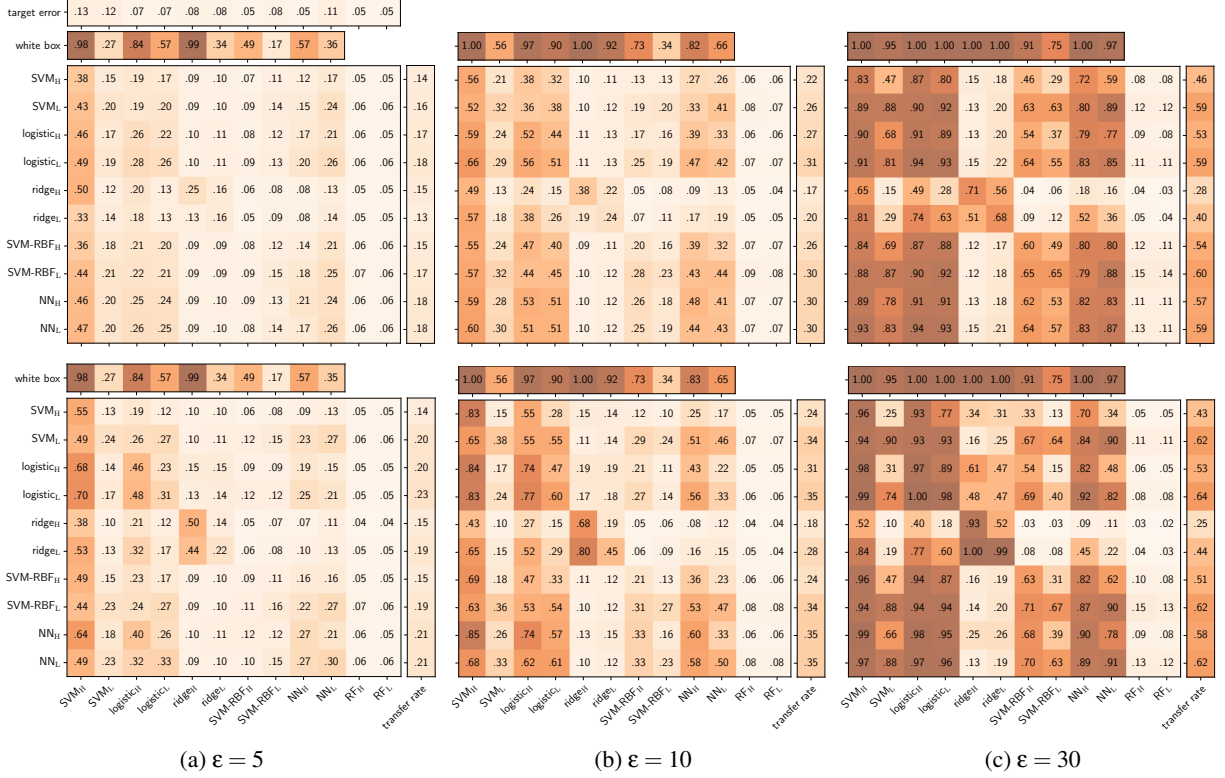 target error .13 .12 .07 .07 .08 .08 .05 .05 .05 .11 .05 .05
white box .98 .27 .84 .57 .99 .34 .49 .17 .57 .36 1.00 .56 .97 .90 1.00 .92 .73 .34 .82 .66 1.00 .95 1.00 1.00 1.00 1.00 .91 .75 1.00 .97
SVM_H .38 .15 .19 .17 .09 .09 .08 .11 .12 .17 .05 .05 .14 .56 .21 .38 .32 .10 .11 .13 .13 .27 .26 .06 .06 .22 .83 .47 .87 .80 .13 .16 .46 .29 .72 .59 .08 .08 .46
SVM_L .43 .20 .19 .20 .09 .09 .09 .14 .15 .24 .06 .06 .16 .52 .32 .36 .38 .10 .12 .19 .20 .33 .41 .08 .07 .26 .89 .88 .90 .92 .13 .20 .63 .63 .80 .89 .12 .12 .59
logistic_H .46 .17 .26 .22 .09 .11 .08 .12 .17 .21 .06 .05 .17 .59 .24 .52 .44 .11 .13 .17 .16 .39 .33 .06 .06 .27 .90 .68 .91 .89 .13 .20 .54 .37 .79 .77 .09 .08 .53
logistic_L .49 .19 .28 .26 .10 .11 .09 .13 .20 .26 .06 .06 .18 .66 .29 .56 .51 .11 .15 .20 .21 .47 .42 .07 .07 .31 .91 .81 .94 .93 .15 .22 .64 .55 .83 .85 .11 .11 .59
ridge_H .50 .12 .20 .13 .25 .16 .06 .08 .08 .13 .05 .05 .15 .49 .13 .24 .15 .38 .22 .05 .08 .09 .13 .05 .04 .17 .65 .15 .49 .28 .71 .56 .04 .06 .18 .16 .04 .03 .28
ridge_L .33 .14 .18 .13 .13 .16 .05 .09 .08 .14 .05 .05 .13 .57 .18 .38 .26 .19 .24 .07 .11 .17 .19 .05 .05 .20 .81 .29 .74 .63 .51 .68 .09 .12 .52 .36 .05 .04 .40
SVM-RBF_H .36 .18 .21 .20 .09 .09 .08 .12 .14 .21 .06 .05 .15 .55 .24 .47 .40 .09 .11 .20 .16 .39 .32 .07 .06 .26 .84 .69 .87 .88 .12 .17 .60 .49 .80 .80 .12 .11 .54
SVM-RBF_L .44 .21 .22 .21 .09 .09 .09 .15 .18 .25 .07 .06 .17 .57 .32 .44 .45 .10 .12 .23 .28 .43 .44 .09 .09 .30 .88 .87 .90 .92 .12 .18 .65 .65 .79 .88 .15 .14 .60
NN_H .46 .20 .25 .24 .09 .10 .09 .13 .21 .24 .06 .06 .18 .59 .28 .53 .51 .10 .12 .26 .18 .48 .41 .07 .07 .30 .89 .78 .91 .91 .13 .19 .62 .53 .82 .83 .12 .11 .57
NN_L .47 .20 .26 .25 .09 .10 .08 .14 .17 .26 .06 .06 .18 .60 .30 .51 .51 .10 .12 .25 .19 .44 .43 .07 .07 .30 .93 .83 .94 .93 .15 .21 .64 .57 .83 .87 .13 .11 .59
white box .98 .27 .84 .57 .99 .34 .49 .17 .57 .35 1.00 .56 .97 .90 1.00 .92 .73 .34 .83 .65 1.00 .95 1.00 1.00 1.00 1.00 .91 .75 1.00 .97
SVM_H .55 .13 .19 .12 .10 .10 .06 .08 .09 .13 .05 .05 .14 .83 .15 .55 .28 .15 .14 .12 .10 .25 .17 .05 .05 .24 .96 .25 .93 .77 .34 .31 .33 .13 .70 .34 .05 .05 .43
SVM_L .49 .24 .26 .27 .10 .11 .12 .15 .23 .27 .06 .06 .20 .65 .38 .55 .55 .11 .14 .29 .24 .51 .46 .07 .07 .34 .94 .90 .93 .93 .16 .25 .67 .64 .84 .90 .11 .11 .62
logistic_H .68 .14 .46 .23 .15 .15 .09 .09 .19 .15 .05 .05 .20 .84 .17 .74 .47 .19 .19 .21 .11 .43 .22 .05 .05 .31 .98 .31 .97 .89 .61 .47 .54 .15 .82 .48 .06 .05 .53
logistic_L .70 .17 .48 .31 .13 .14 .12 .12 .25 .21 .05 .05 .23 .83 .24 .77 .60 .17 .18 .27 .14 .56 .33 .06 .06 .35 .99 .74 1.00 .98 .48 .47 .69 .40 .92 .82 .08 .08 .64
ridge_H .38 .10 .21 .12 .50 .14 .05 .07 .07 .11 .04 .04 .15 .43 .10 .27 .15 .68 .19 .05 .06 .08 .12 .04 .04 .18 .52 .10 .40 .18 .93 .52 .03 .03 .09 .11 .03 .02 .25
ridge_L .53 .13 .32 .17 .44 .22 .06 .08 .10 .13 .05 .05 .19 .65 .15 .52 .29 .80 .45 .06 .09 .16 .15 .04 .04 .28 .84 .19 .77 .60 1.00 .99 .08 .08 .45 .22 .04 .03 .44
SVM-RBF_H .49 .15 .23 .17 .09 .10 .09 .11 .16 .16 .06 .05 .15 .69 .18 .47 .33 .11 .12 .21 .12 .36 .23 .06 .06 .24 .96 .47 .94 .87 .16 .19 .63 .31 .82 .62 .10 .08 .51
SVM-RBF_L .44 .23 .24 .27 .09 .10 .11 .16 .22 .27 .07 .06 .19 .63 .36 .53 .54 .10 .12 .31 .27 .53 .47 .09 .08 .34 .94 .88 .94 .94 .14 .20 .71 .67 .87 .90 .15 .13 .62
NN_H .64 .18 .40 .26 .10 .11 .12 .12 .27 .21 .06 .05 .21 .85 .26 .74 .57 .13 .15 .33 .16 .60 .33 .06 .06 .35 .99 .66 .98 .95 .25 .26 .68 .39 .90 .78 .09 .08 .58
NN_L .49 .23 .32 .33 .09 .10 .10 .15 .27 .30 .06 .06 .21 .68 .33 .62 .61 .10 .12 .33 .23 .58 .50 .08 .08 .35 .97 .88 .97 .96 .13 .19 .70 .63 .89 .91 .13 .11 .62
SVM_H SVM_L logistic_H logistic_L ridge_H ridge_L SVM-RBF_H SVM-RBF_L NN_H NN_L RF_H RF_L transfer rate SVM_H SVM_L logistic_H logistic_L ridge_H ridge_L SVM-RBF_H SVM-RBF_L NN_H NN_L RF_H RF_L transfer rate SVM_H SVM_L logistic_H logistic_L ridge_H ridge_L SVM-RBF_H SVM-RBF_L NN_H NN_L RF_H RF_L transfer rate
(a) ε = 5 (b) ε = 10 (c) ε = 30